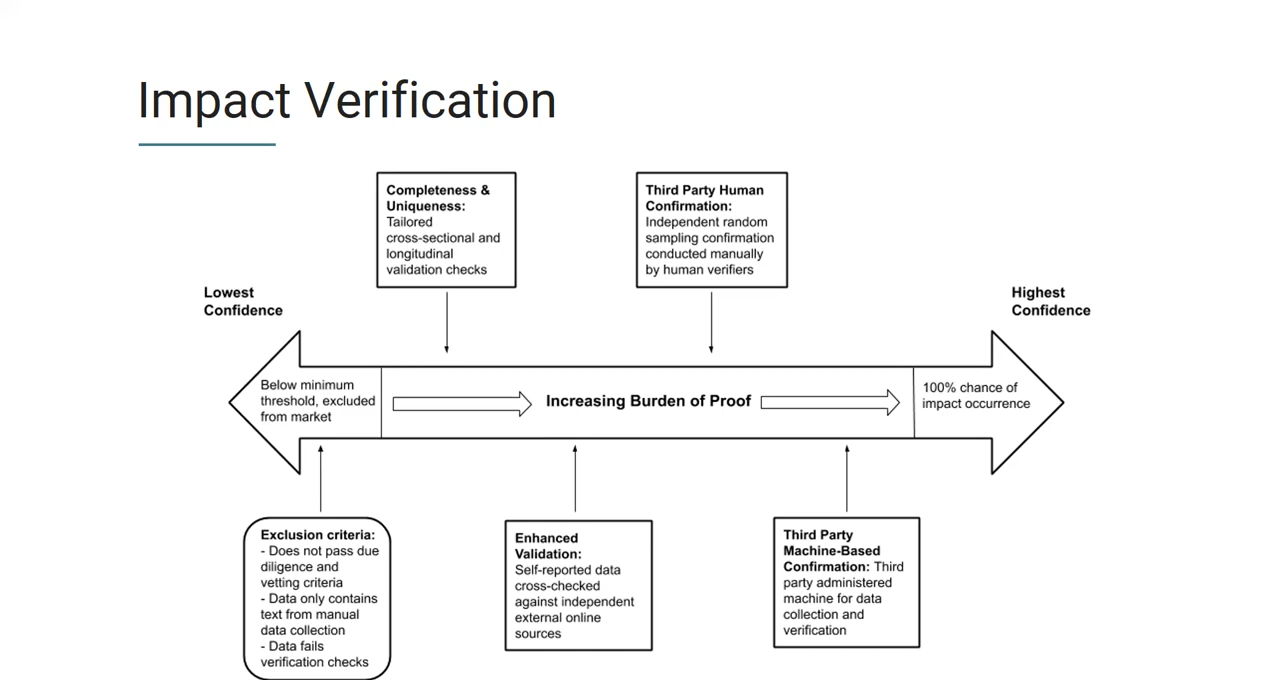 Impact Verification
Completeness &
Uniqueness:
Tailored
cross-sectional and
longitudinal
validation checks
Third Party Human
Confirmation:
Independent random
sampling confirmation
conducted manually
by human verifiers
Lowest
Confidence
Highest
Confidence
Below minimum
threshold, excluded
from market
Increasing Burden of Proof
100% chance of
impact occurrence
Exclusion criteria:
- Does not pass due
diligence and
vetting criteria
- Data only contains
text from manual
data collection
- Data fails
verification checks
Enhanced
Validation:
Self-reported data
cross-checked
against independent
external online
sources
Third Party
Machine-Based
Confirmation: Third
party administered
machine for data
collection and
verification